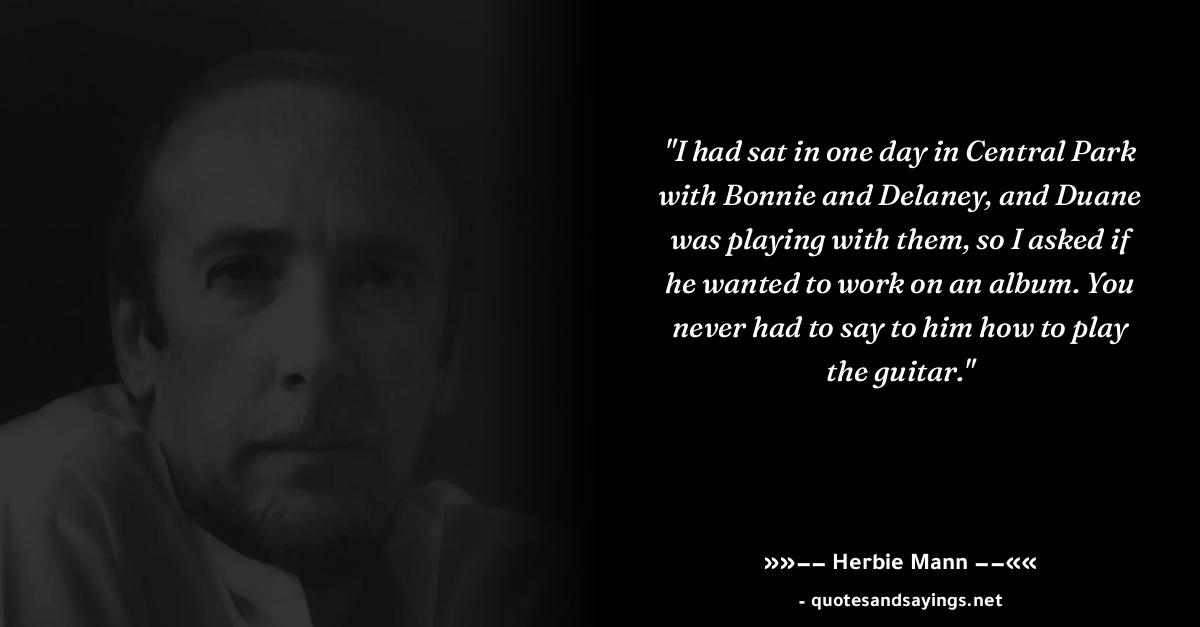 "I had sat in one day in Central Park
with Bonnie and Delaney, and Duane
was playing with them, so I asked if
he wanted to work on an album. You
never had to say to him how to play
the guitar."
»»-- Herbie Mann --««
- quotesandsayings.net